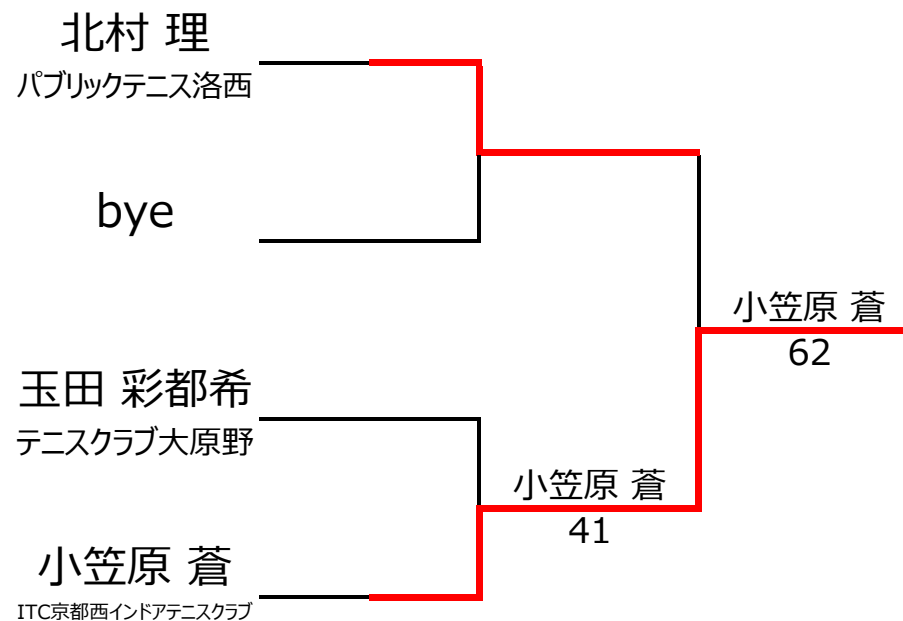 北村 理
パブリックテニス洛西
bye
玉田 彩都希
テニスクラブ大原野
小笠原 蒼
ITC京都西インドアテニスクラブ
小笠原 蒼
41
小笠原 蒼
62